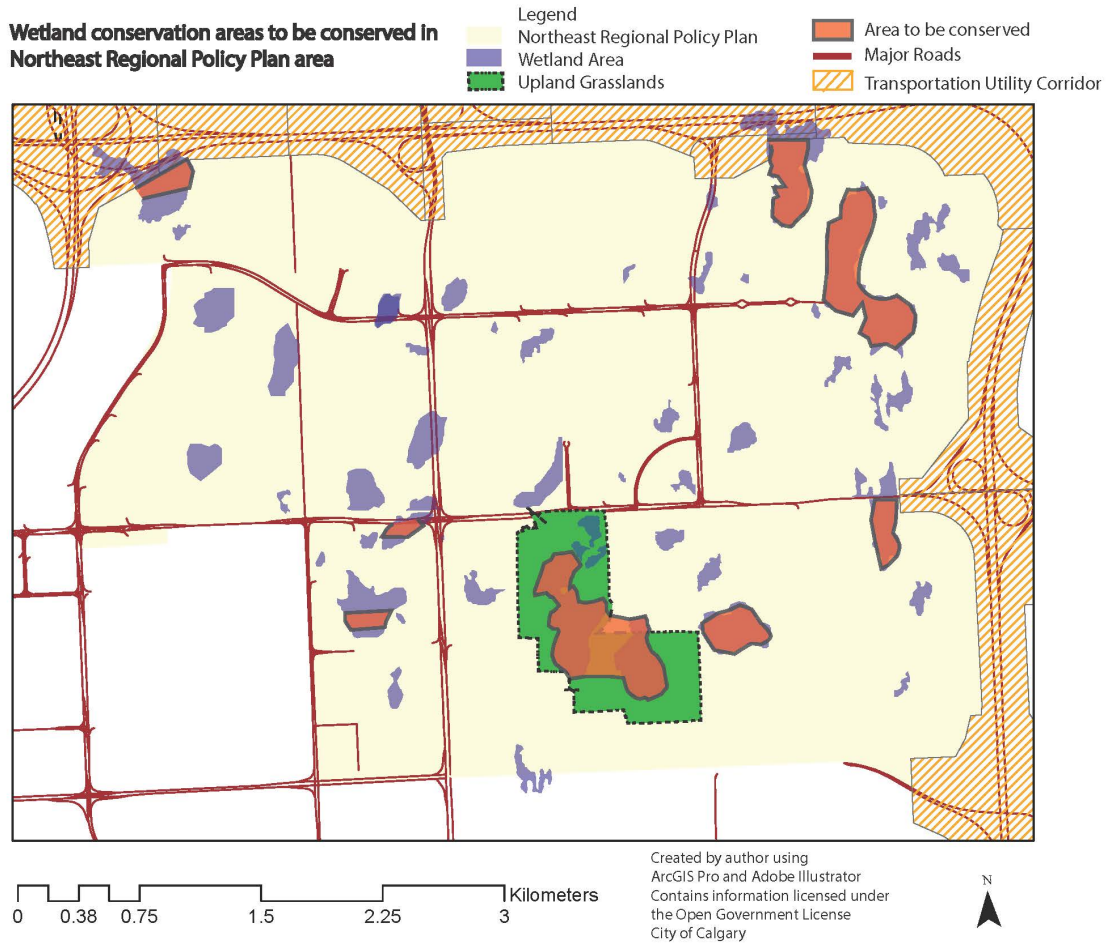 Wetland conservation areas to be conserved in
Northeast Regional Policy Plan area
Legend
Northeast Regional Policy Plan
Wetland Area
Upland Grasslands
Area to be conserved
Major Roads
Transportation Utility Corridor
Kilometers
0 0.38 0.75 1.5 2.25 3
Created by author using
ArcGIS Pro and Adobe Illustrator
Contains information licensed under
the Open Government License
City of Calgary
N